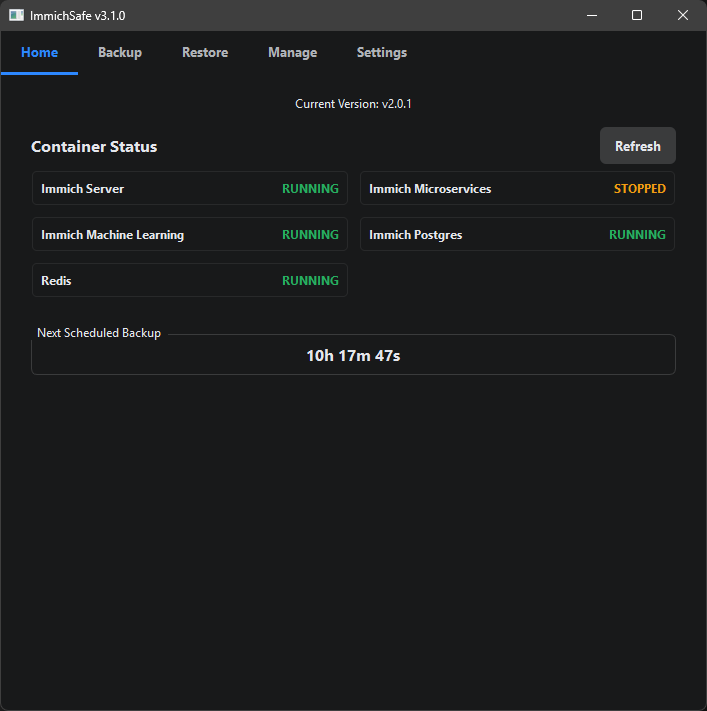 ImmichSafe v3.1.0
Home Backup Restore Manage Settings
Current Version: v2.0.1
Container Status Refresh
Immich Server RUNNING Immich Microservices STOPPED
Immich Machine Learning RUNNING Immich Postgres RUNNING
Redis RUNNING
Next Scheduled Backup
10h 17m 47s